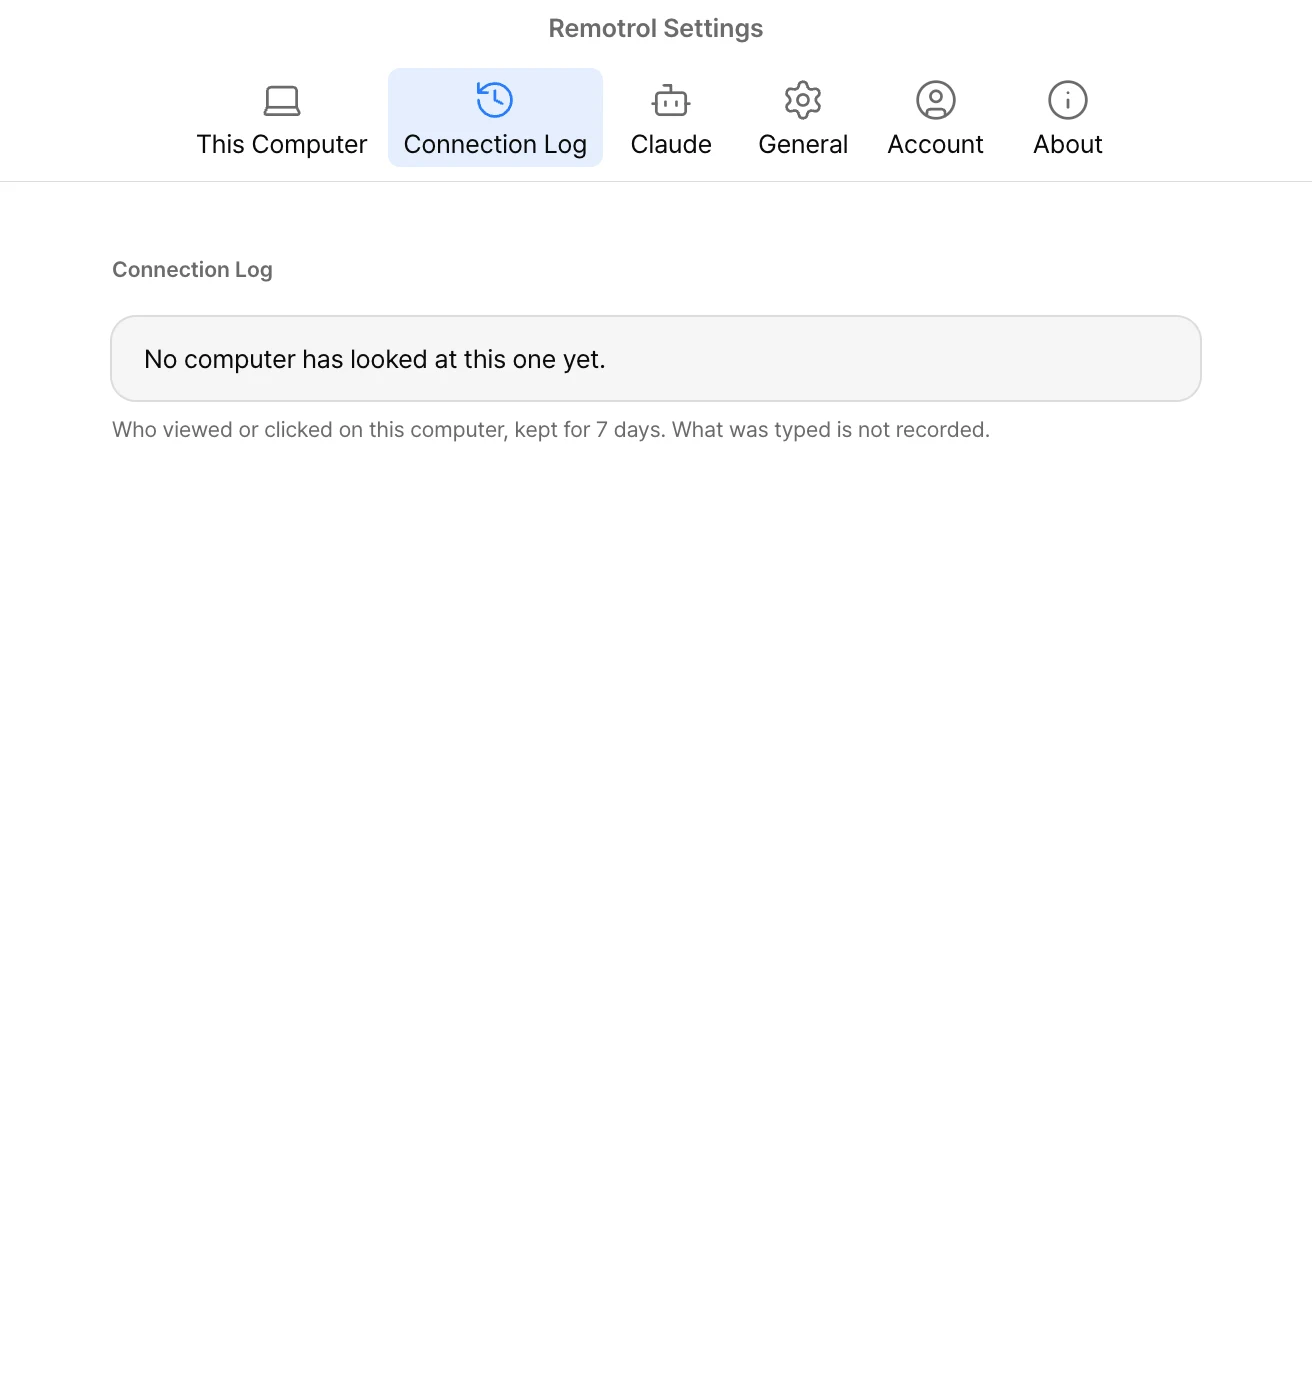 Remotrol Settings
This Computer
Connection Log
Claude
General
Account
About
Connection Log
No computer has looked at this one yet.
Who viewed or clicked on this computer, kept for 7 days. What was typed is not recorded.